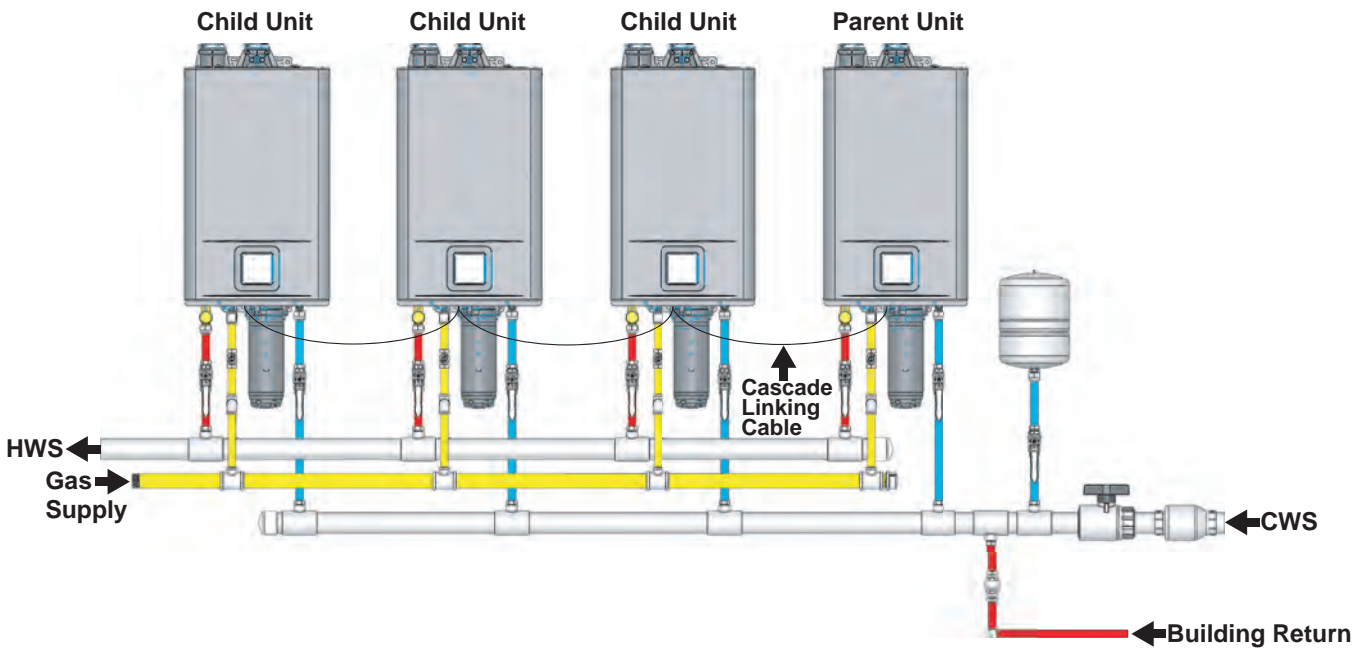 Child Unit
Child Unit
Child Unit
Parent Unit
Cascade
Linking
Cable
HWS
Gas
Supply
CWS
Building Return